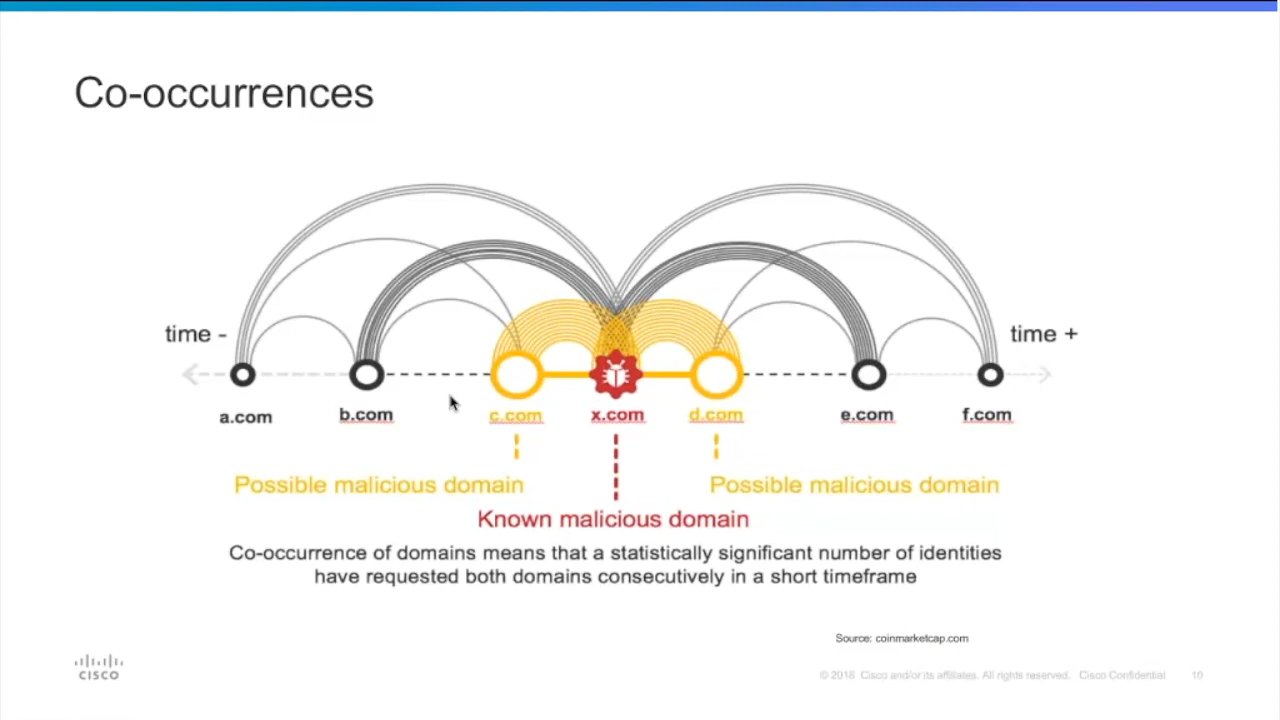 Co-occurrences
time -
time +
a.com
b.com
c.com
x.com
d.com
e.com
f.com
Possible malicious domain
Possible malicious domain
Known malicious domain
Co-occurrence of domains means that a statistically significant number of identities
have requested both domains consecutively in a short timeframe
Source: coinmarketcap.com
CISCO
© 2018 Cisco and/or its affiliates. All rights reserved. Cisco Confidential
10